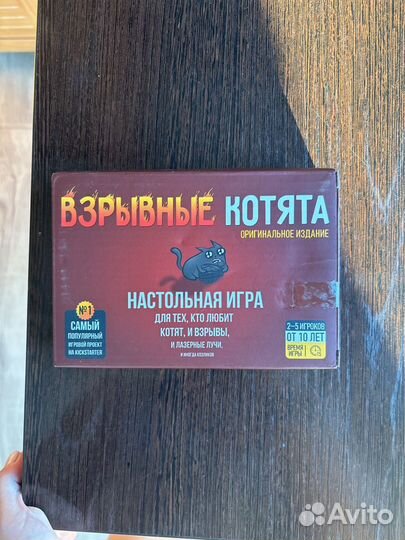 ВЗРЫВНЫЕ КОТЯТА
ОРИГИНАЛЬНОЕ ИЗДАНИЕ
НАСТОЛЬНАЯ ИГРА
ДЛЯ ТЕХ, КТО ЛЮБИТ
КОТЯТ, И ВЗРЫВЫ,
И ЛАЗЕРНЫЕ ЛУЧИ,
И ИНОГДА КОЗЛИКОВ
№1
САМЫЙ
ПОПУЛЯРНЫЙ
ИГРОВОЙ ПРОЕКТ
НА KICKSTARTER
2–5 ИГРОКОВ
ОТ 10 ЛЕТ
ВРЕМЯ
ИГРЫ
Avito